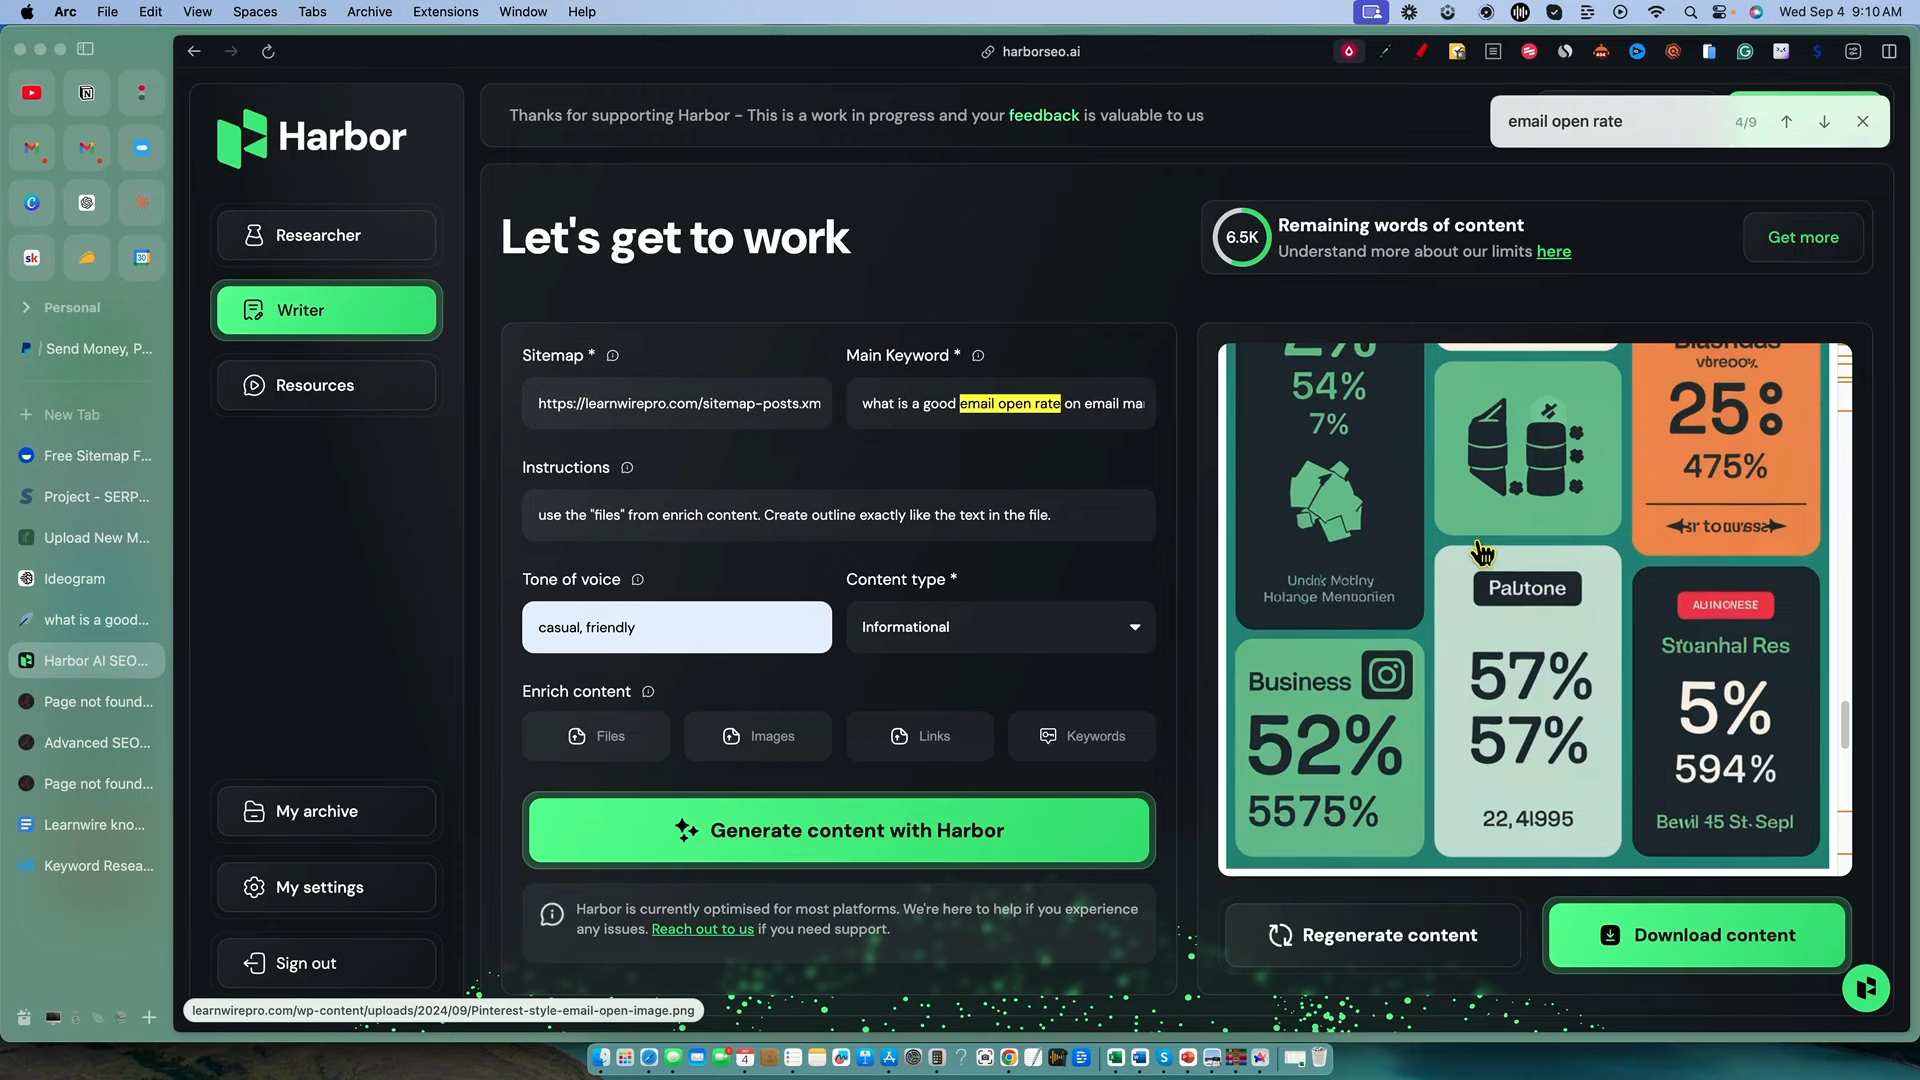 Arc File Edit View Spaces Tabs Archive Extensions Window Help
Wed Sep 4 9:10 AM
harborseo.ai
Personal
/ Send Money, P...
New Tab
Free Sitemap F...
Project - SERP...
Upload New M...
Ideogram
what is a good...
Harbor AI SEO...
Page not found...
Advanced SEO...
Page not found...
Learnwire kno...
Keyword Resea...
Harbor
Researcher
Writer
Resources
My archive
My settings
Sign out
Thanks for supporting Harbor - This is a work in progress and your feedback is valuable to us
email open rate 4/9
Let's get to work
6.5K
Remaining words of content
Understand more about our limits here
Get more
Sitemap *
Main Keyword *
https://learnwirepro.com/sitemap-posts.xm
what is a good email open rate on email ma
Instructions
use the "files" from enrich content. Create outline exactly like the text in the file.
Tone of voice
Content type *
casual, friendly
Informational
Enrich content
Files
Images
Links
Keywords
Generate content with Harbor
Harbor is currently optimised for most platforms. We're here to help if you experience
any issues. Reach out to us if you need support.
54%
7%
Business
52%
5575%
Pautone
57%
57%
22,41995
25
475%
5%
594%
Regenerate content
Download content
learnwirepro.com/wp-content/uploads/2024/09/Pinterest-style-email-open-image.png